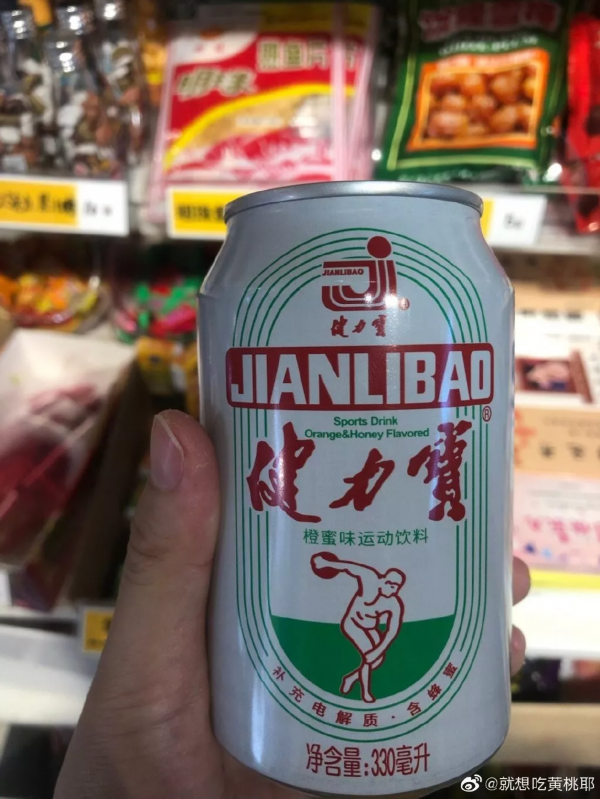 JIANLIBAO
健力寶
JIANLIBAO
®
Sports Drink
Orange&Honey Flavored
健力寶
橙蜜味运动饮料
补充电解质·含蜂蜜
净含量:330毫升
@就想吃黄桃耶